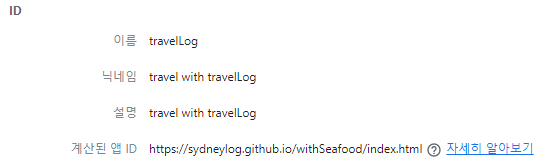 ID
이름 travelLog
닉네임 travel with travelLog
설명 travel with travelLog
계산된 앱 ID https://sydneylog.github.io/withSeafood/index.html ? 자세히 알아보기